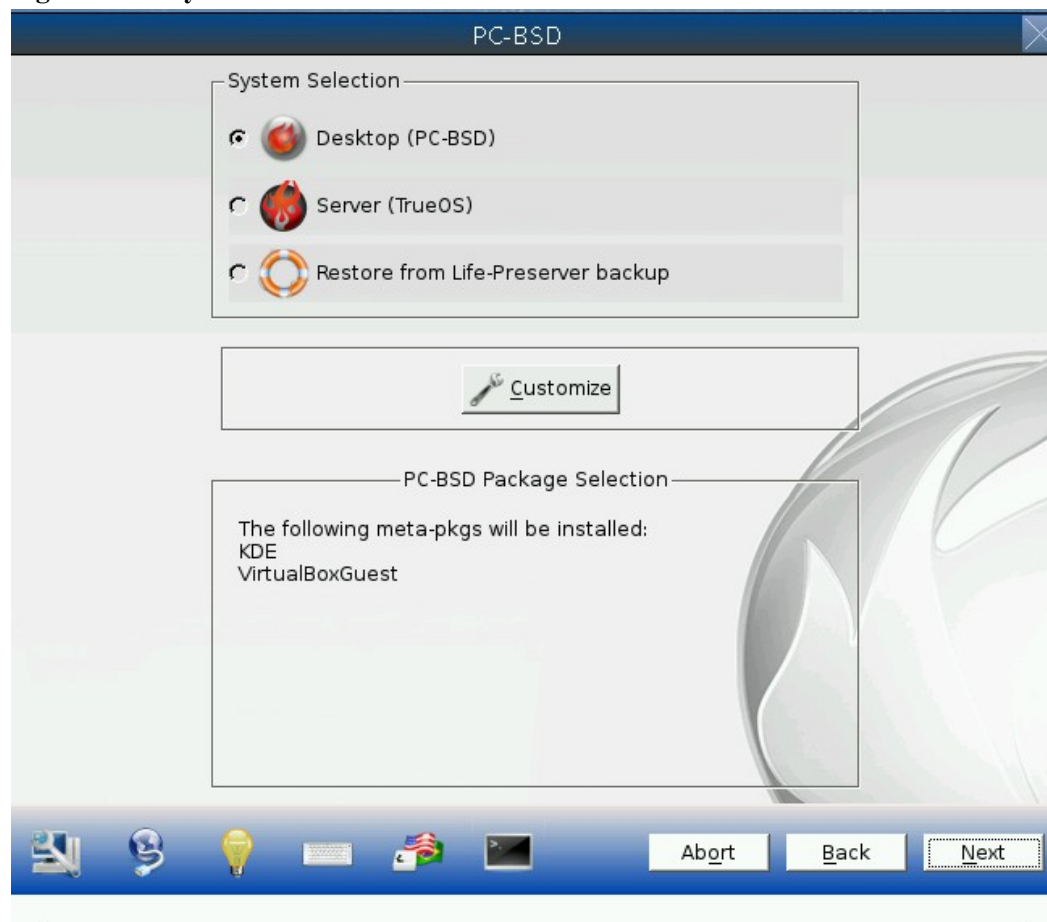 PC-BSD
System Selection
Desktop (PC-BSD)
Server (TrueOS)
Restore from Life-Preserver backup
Customize
PC-BSD Package Selection
The following meta-pkgs will be installed:
KDE
VirtualBoxGuest
Abort
Back
Next